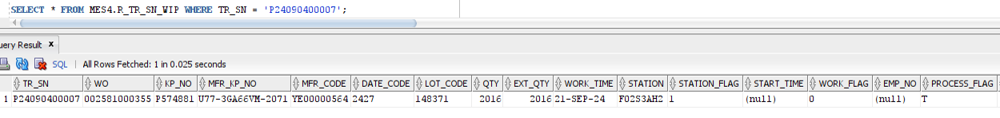 SELECT * FROM MES4.R_TR_SN_WIP WHERE TR_SN = 'P24090400007';
uery Result x
SQL | All Rows Fetched: 1 in 0.025 seconds
TR_SN WO KP_NO MFR_KP_NO MFR_CODE DATE_CODE LOT_CODE QTY EXT_QTY WORK_TIME STATION STATION_FLAG START_TIME WORK_FLAG EMP_NO PROCESS_FLAG
1 P24090400007 002581000355 P574881 U77-3GA66VM-2071 YE00000564 2427 148371 2016 2016 21-SEP-24 F02S3AH2 1 (null) 0 (null) T